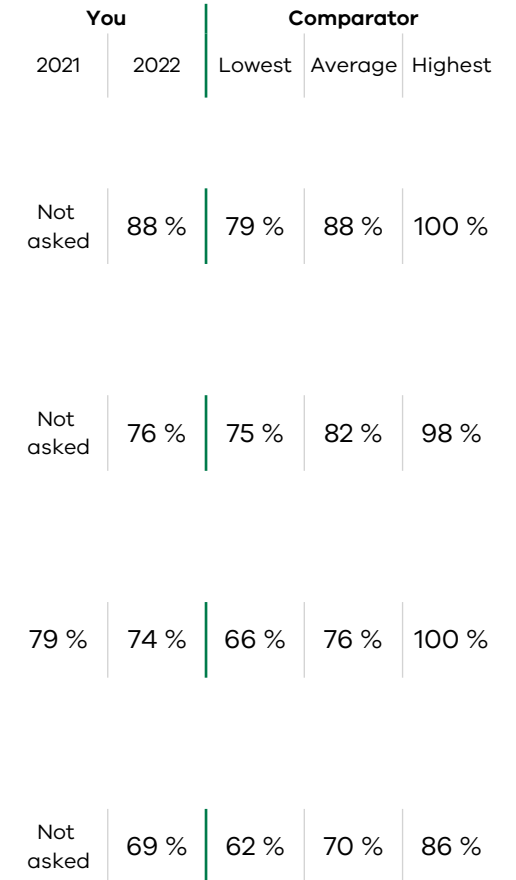 You Comparator
2021 2022 Lowest Average Highest
Not
asked 88 % 79 % 88 % 100 %
Not
asked 76 % 75 % 82 % 98 %
79 % 74 % 66 % 76 % 100 %
Not
asked 69 % 62 % 70 % 86 %